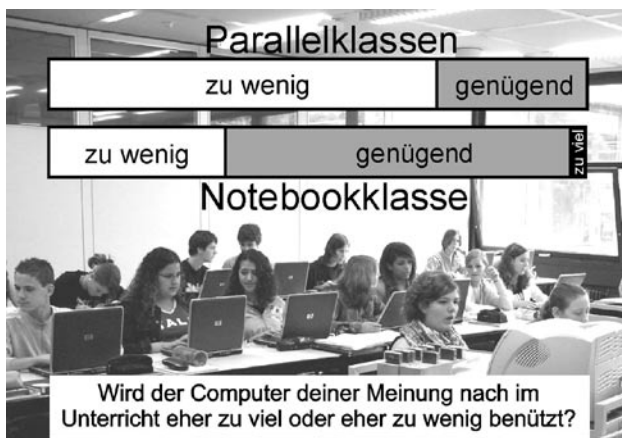 Parallelklassen
zu wenig genügend
zu wenig genügend zu viel
Notebookklasse
Wird der Computer deiner Meinung nach im
Unterricht eher zu viel oder eher zu wenig benützt?